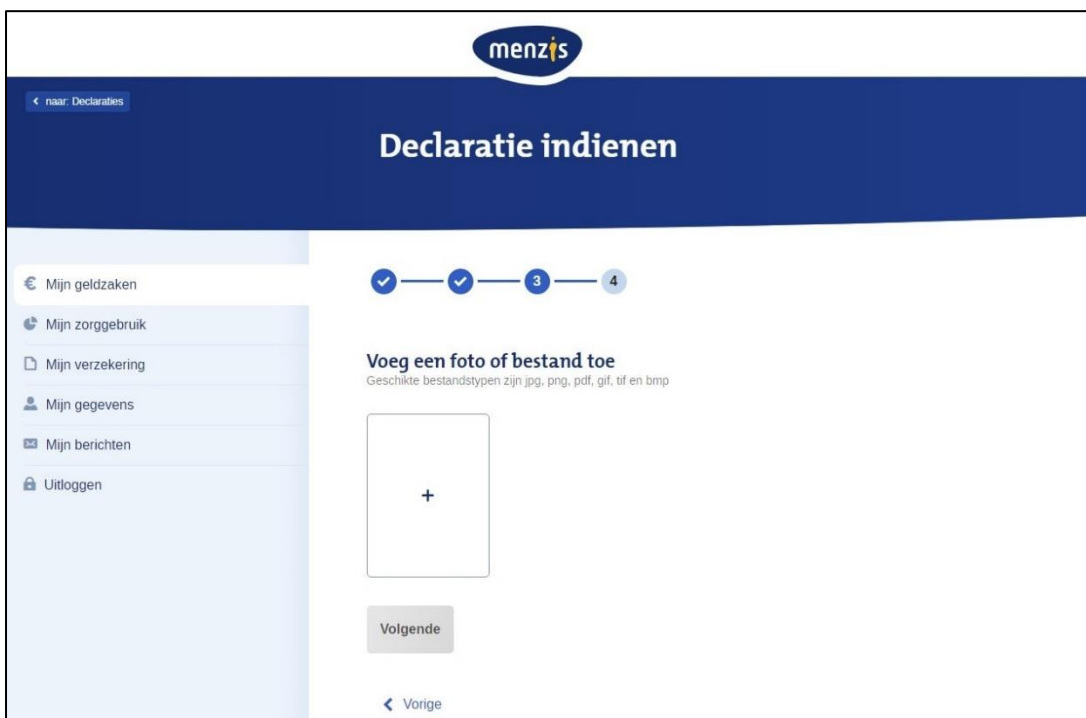 menzis
naar: Declaraties
Declaratie indienen
Mijn geldzaken
Mijn zorggebruik
Mijn verzekering
Mijn gegevens
Mijn berichten
Uitloggen
3
4
Voeg een foto of bestand toe
Geschikte bestandstypen zijn jpg, png, pdf, gif, tif en bmp
+
Volgende
Vorige